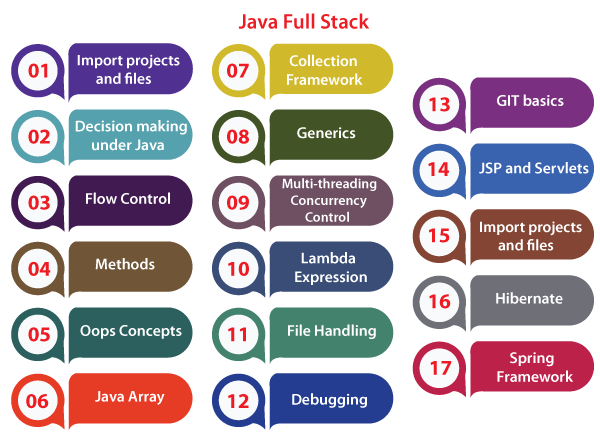 Java Full Stack
01
Import projects
and files
02
Decision making
under Java
03
Flow Control
04
Methods
05
Oops Concepts
06
Java Array
07
Collection
Framework
08
Generics
09
Multi-threading
Concurrency
Control
10
Lambda
Expression
11
File Handling
12
Debugging
13
GIT basics
14
JSP and Servlets
15
Import projects
and files
16
Hibernate
17
Spring
Framework